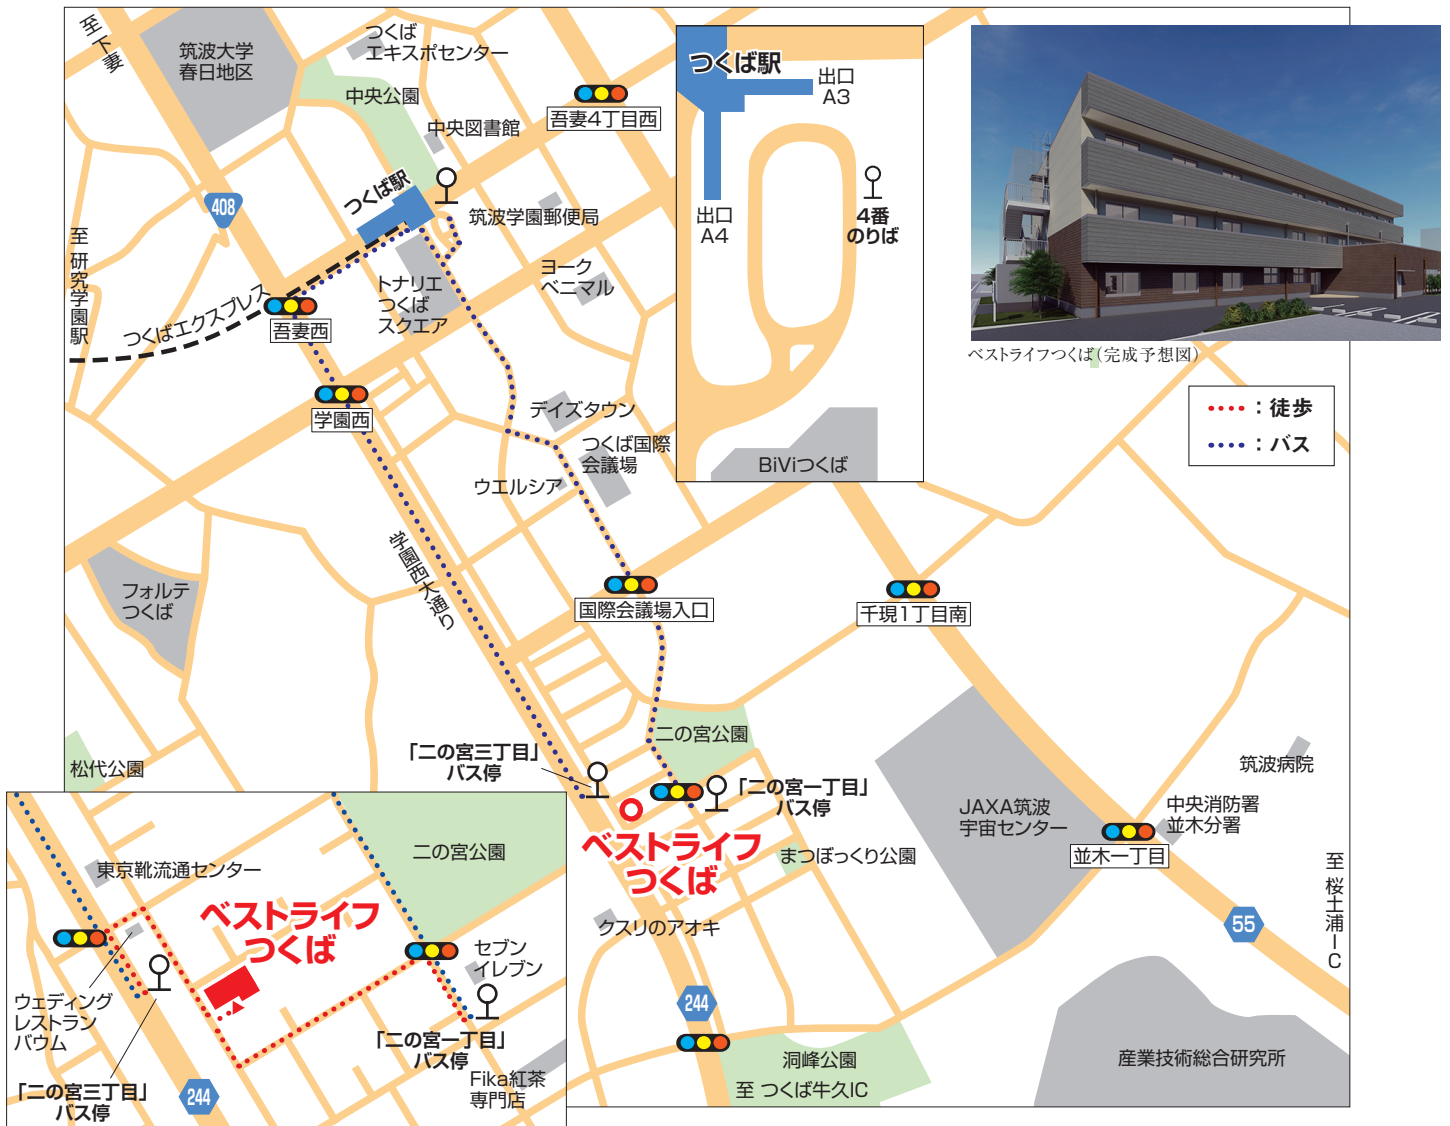 至下妻
筑波大学
春日地区
つくば
エキスポセンター
中央公園
吾妻4丁目西
中央図書館
つくば駅
408
筑波学園郵便局
至 研究学園駅
つくばエクスプレス
吾妻西
トナリエ
つくば
スクエア
ヨーク
ベニマル
学園西
デイズタウン
つくば国際
会議場
ウエルシア
学園西大通り
フォルテ
つくば
国際会議場入口
千現1丁目南
二の宮公園
松代公園
「二の宮三丁目」
バス停
「二の宮一丁目」
バス停
ベストライフ
つくば
まつぼっくり公園
クスリのアオキ
JAXA筑波
宇宙センター
筑波病院
中央消防署
並木分署
並木一丁目
至 桜土浦IC
55
244
洞峰公園
至 つくば牛久IC
産業技術総合研究所
つくば駅
出口
A3
出口
A4
4番
のりば
BiViつくば
ベストライフつくば(完成予想図)
:徒歩
:バス
東京靴流通センター
二の宮公園
ベストライフ
つくば
セブン
イレブン
ウェディング
レストラン
バウム
「二の宮三丁目」
バス停
「二の宮一丁目」
バス停
244
Fika紅茶
専門店